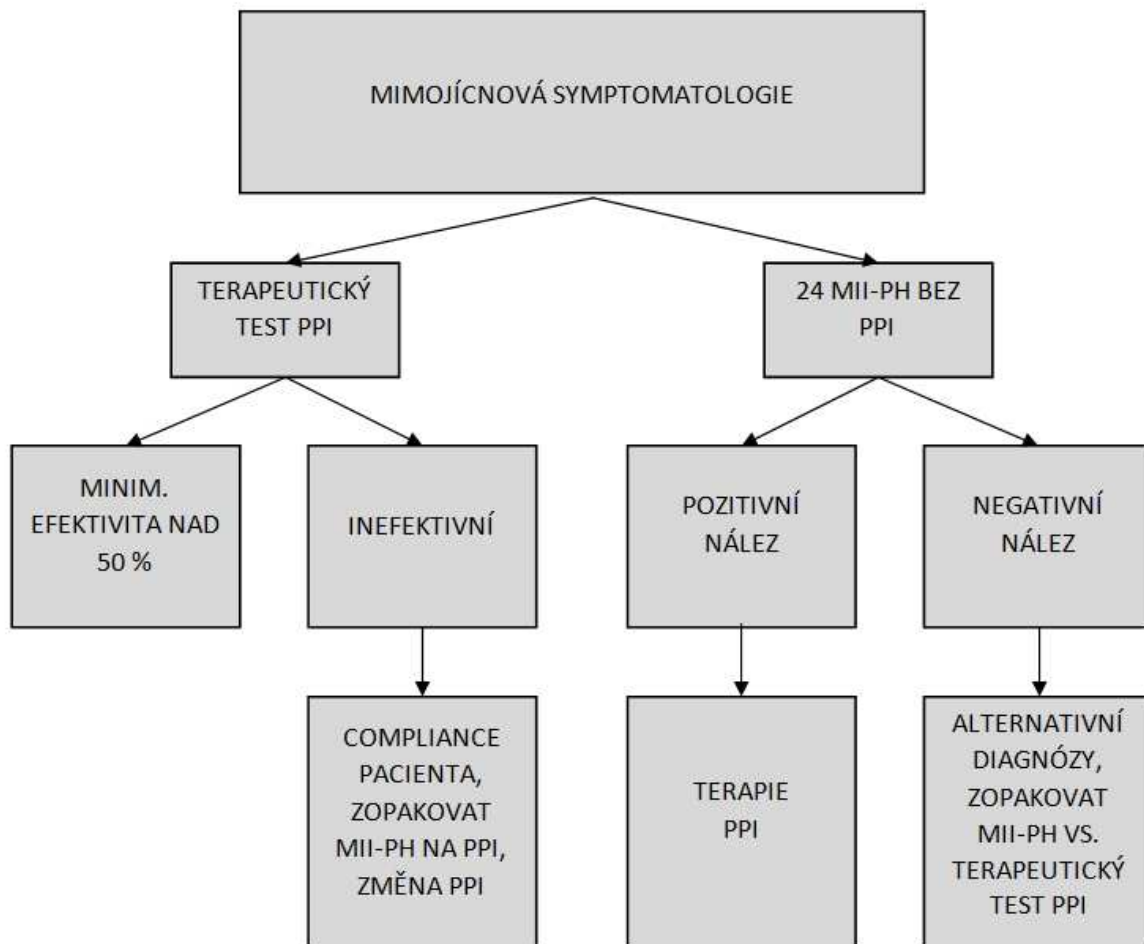 MIMOJÍCNOVÁ SYMPTOMATOLOGIE
TERAPEUTICKÝ
TEST PPI
24 MII-PH BEZ
PPI
MINIM.
EFEKTIVITA NAD
50 %
INEFEKTIVNÍ
POZITIVNÍ
NÁLEZ
NEGATIVNÍ
NÁLEZ
COMPLIANCE
PACIENTA,
ZOPAKOVAT
MII-PH NA PPI,
ZMĚNA PPI
TERAPIE
PPI
ALTERNATIVNÍ
DIAGNÓZY,
ZOPAKOVAT
MII-PH VS.
TERAPEUTICKÝ
TEST PPI